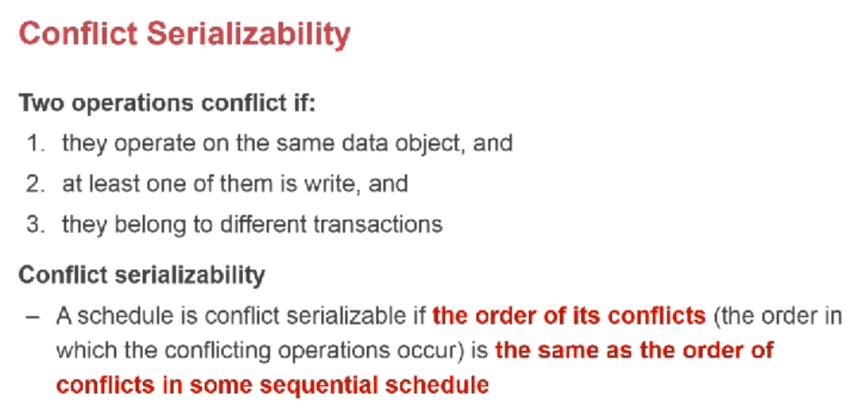 Conflict Serializability
Two operations conflict if:
1. they operate on the same data object, and
2. at least one of them is write, and
3. they belong to different transactions
Conflict serializability
– A schedule is conflict serializable if the order of its conflicts (the order in
which the conflicting operations occur) is the same as the order of
conflicts in some sequential schedule